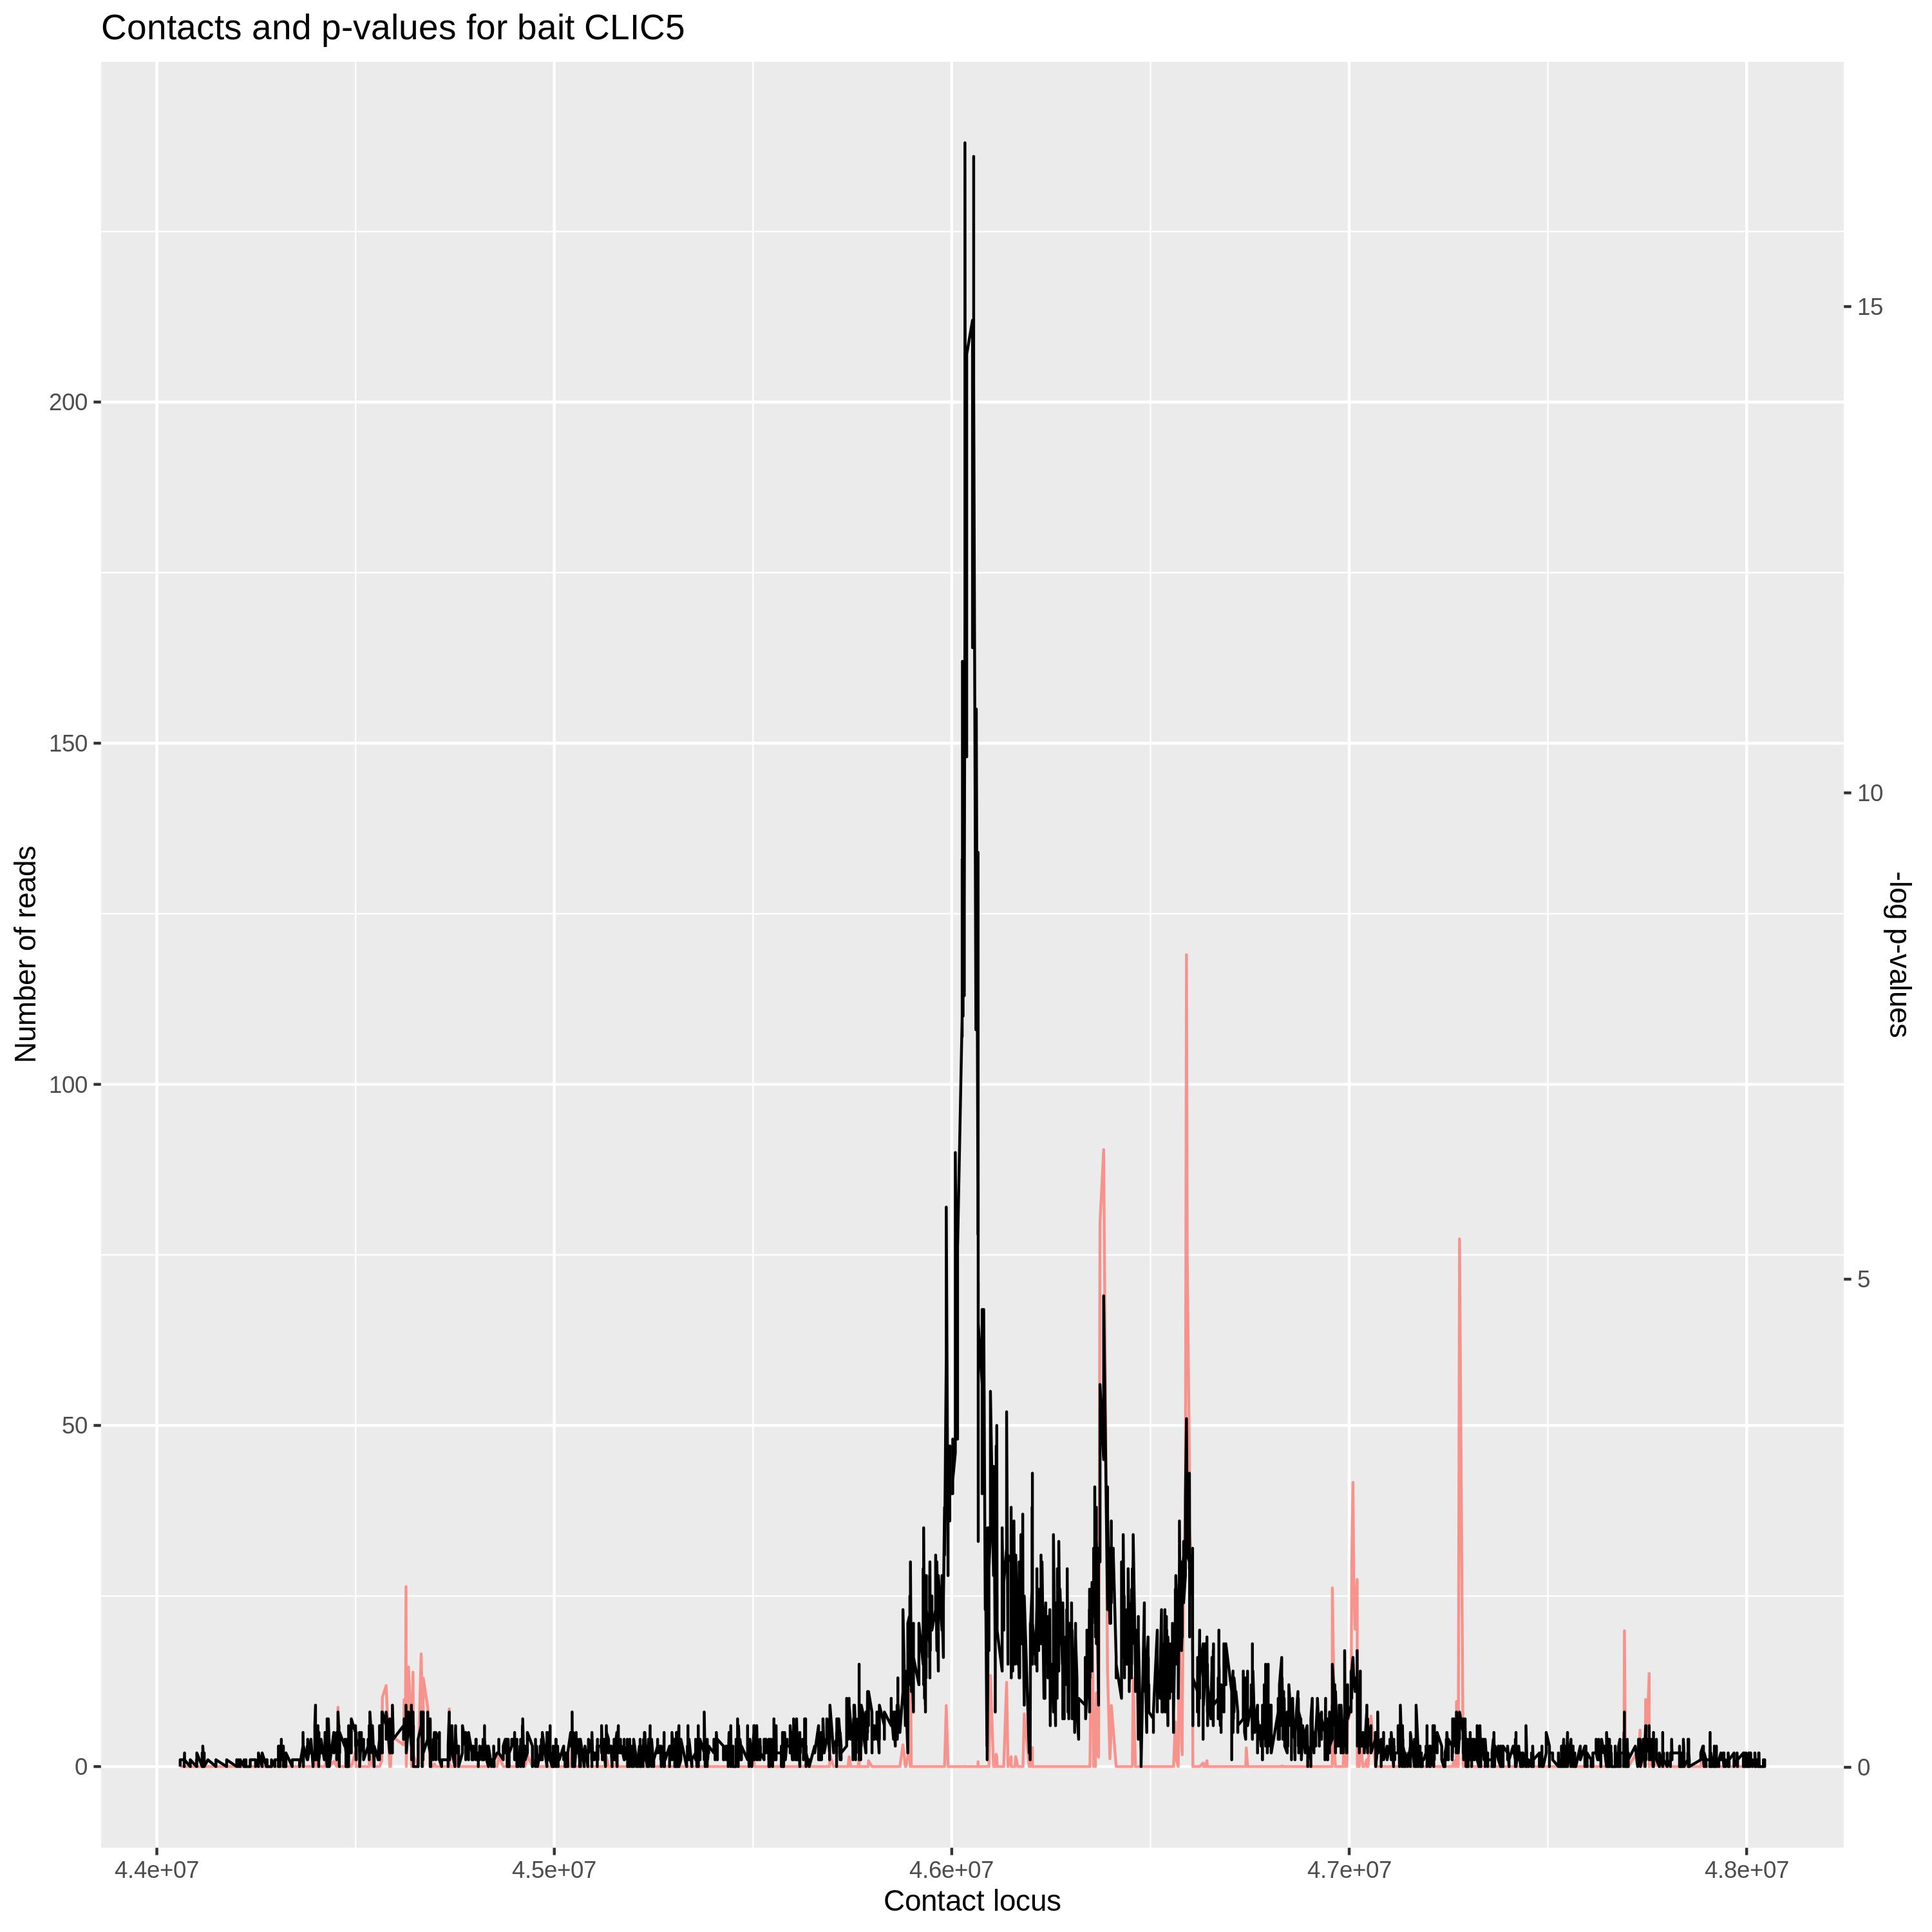 Contacts and p-values for bait CLIC5
Number of reads
200
150
100
50
0
15
10
5
0
-log p-values
4.4e+07
4.5e+07
4.6e+07
4.7e+07
4.8e+07
Contact locus